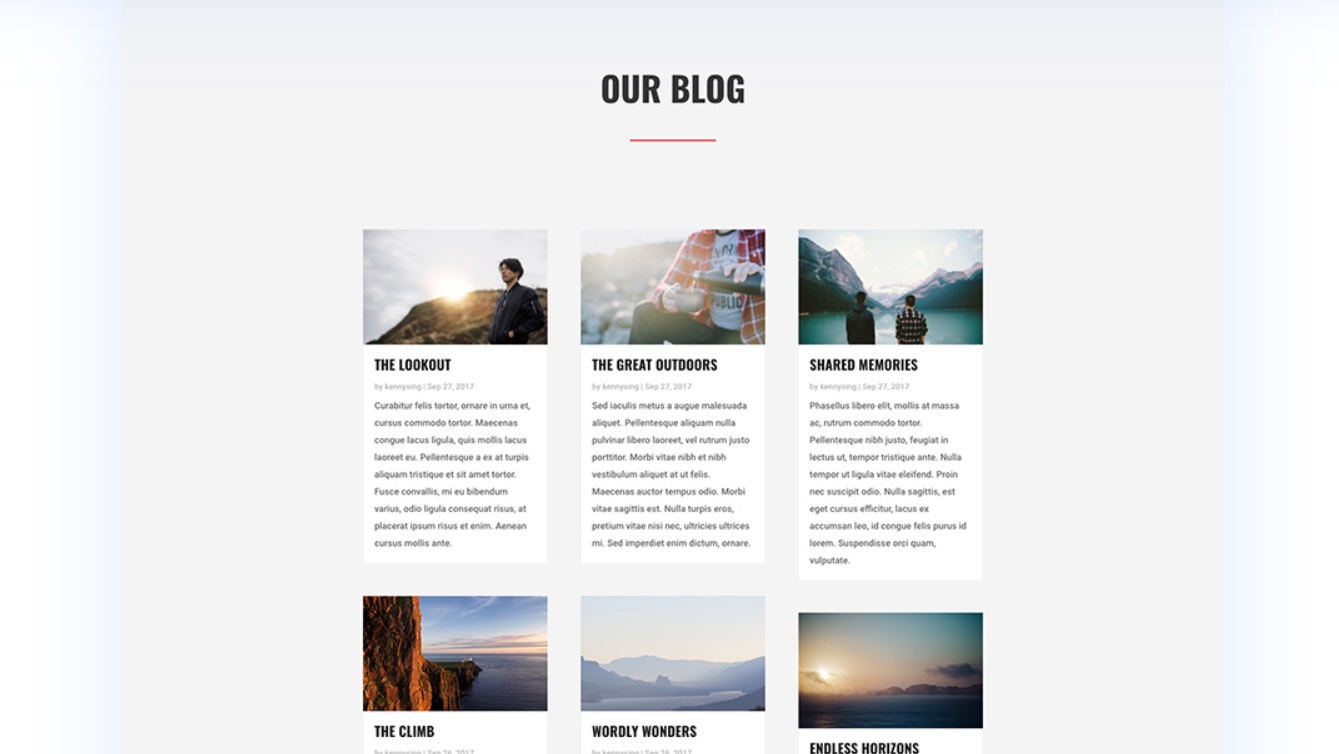 OUR BLOG
THE LOOKOUT
by kennysing | Sep 27, 2017
Curabitur felis tortor, ornare in urna et,
cursus commodo tortor. Maecenas
congue lacus ligula, quis mollis lacus
laoreet eu. Pellentesque a ex at turpis
aliquam tristique et sit amet tortor.
Fusce convallis, mi eu bibendum
varius, odio ligula consequat risus, at
placerat ipsum risus et enim. Aenean
cursus mollis ante.
THE GREAT OUTDOORS
by kennysing | Sep 27, 2017
Sed iaculis metus a augue malesuada
aliquet. Pellentesque aliquam nulla
pulvinar libero laoreet, vel rutrum justo
porttitor. Morbi vitae nibh et nibh
vestibulum aliquet at ut felis.
Maecenas auctor tempus odio. Morbi
vitae sagittis est. Nulla turpis eros,
pretium vitae nisi nec, ultricies ultrices
mi. Sed imperdiet enim dictum, ornare.
SHARED MEMORIES
by kennysing | Sep 27, 2017
Phasellus libero elit, mollis at massa
ac, rutrum commodo tortor.
Pellentesque nibh justo, feugiat in
lectus ut, tempor tristique ante. Nulla
tempor ut ligula vitae eleifend. Proin
nec suscipit odio. Nulla sagittis, est
eget cursus efficitur, lacus ex
accumsan leo, id congue felis purus id
lorem. Suspendisse orci quam,
vulputate.
THE CLIMB
by kennysing | Sep 26, 2017
WORDLY WONDERS
by kennysing | Sep 26, 2017
ENDLESS HORIZONS